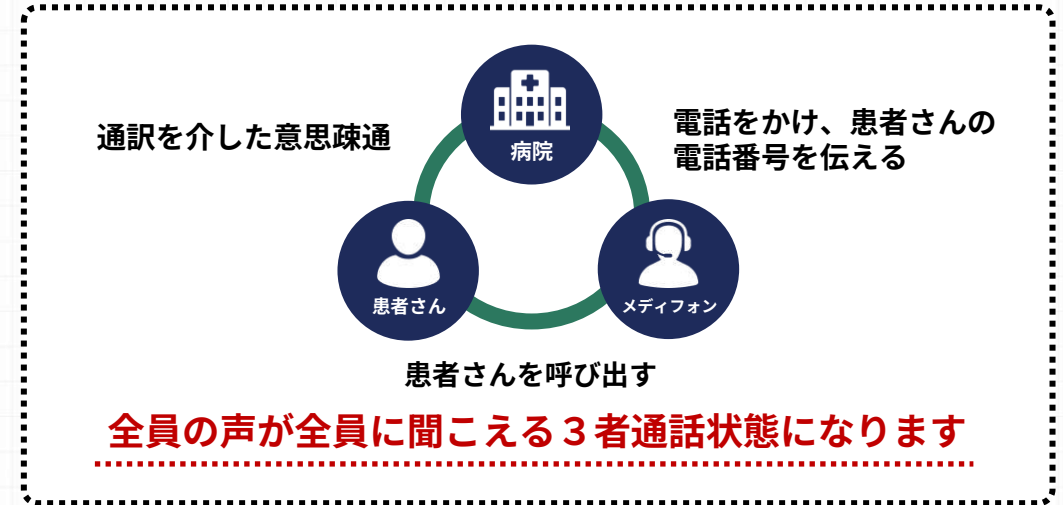 病院
通訳を介した意思疎通
電話をかけ、患者さんの
電話番号を伝える
患者さん
メディフォン
患者さんを呼び出す
全員の声が全員に聞こえる３者通話状態になります